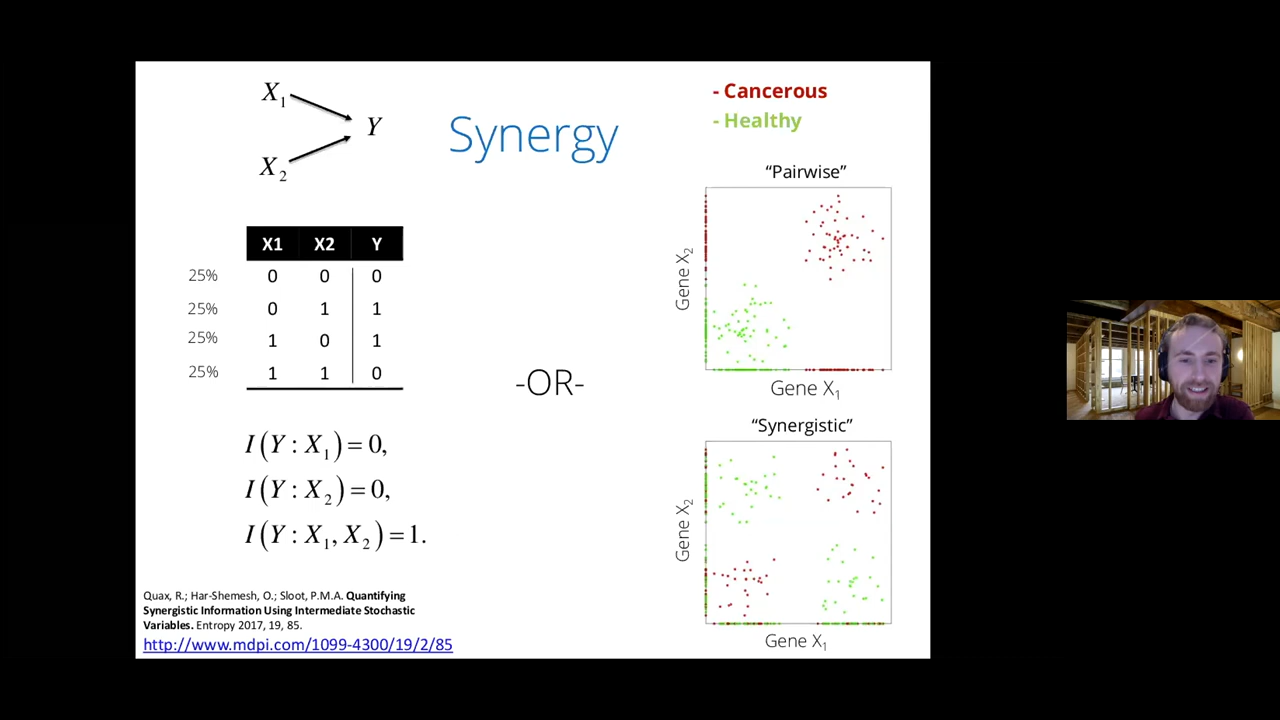 X1
Y
X2
Synergy
- Cancerous
- Healthy
X1 X2 Y
25% 0 0 0
25% 0 1 1
25% 1 0 1
25% 1 1 0
I(Y : X1) = 0,
I(Y : X2) = 0,
I(Y : X1, X2) = 1.
-OR-
“Pairwise”
Gene X2
Gene X1
“Synergistic”
Gene X2
Gene X1
Quax, R.; Har-Shemesh, O.; Sloot, P.M.A. Quantifying
Synergistic Information Using Intermediate Stochastic
Variables. Entropy 2017, 19, 85.
http://www.mdpi.com/1099-4300/19/2/85